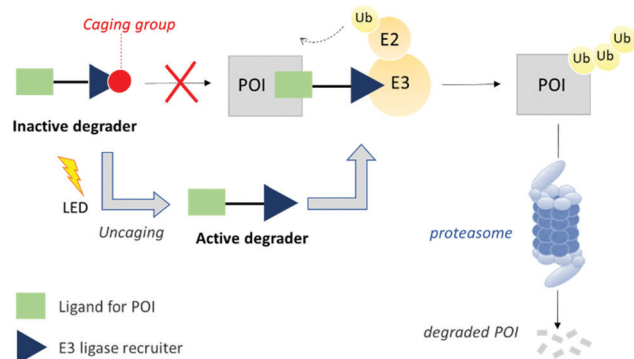 Caging group
Ub
E2
E3
POI
Ub
Ub
Ub
POI
Inactive degrader
LED
Uncaging
Active degrader
proteasome
Ligand for POI
E3 ligase recruiter
degraded POI